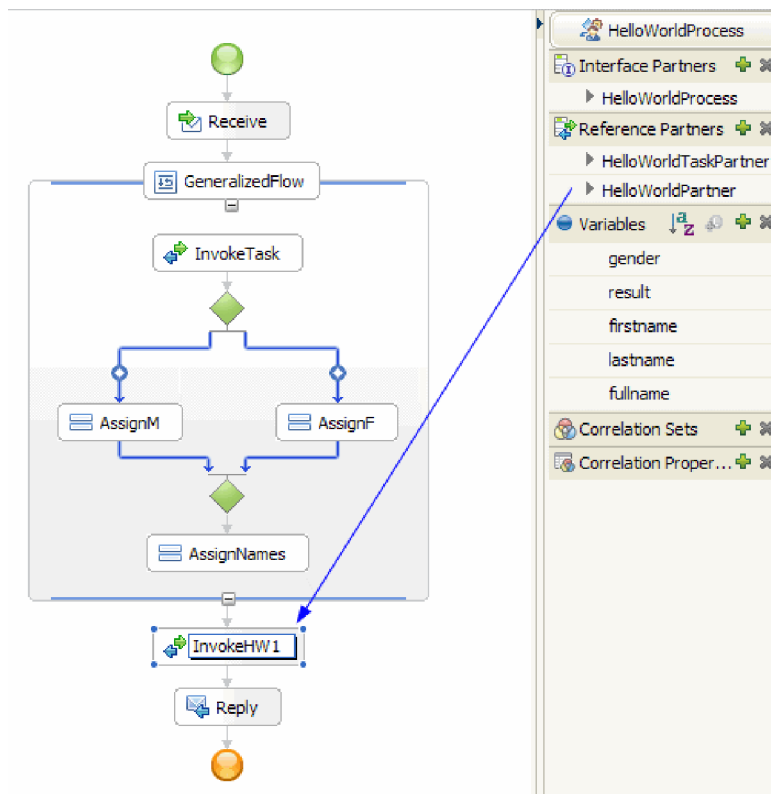 Receive
GeneralizedFlow
InvokeTask
AssignM
AssignF
AssignNames
InvokeHW1
Reply
HelloWorldProcess
Interface Partners
HelloWorldProcess
Reference Partners
HelloWorldTaskPartner
HelloWorldPartner
Variables
gender
result
firstname
lastname
fullname
Correlation Sets
Correlation Proper...